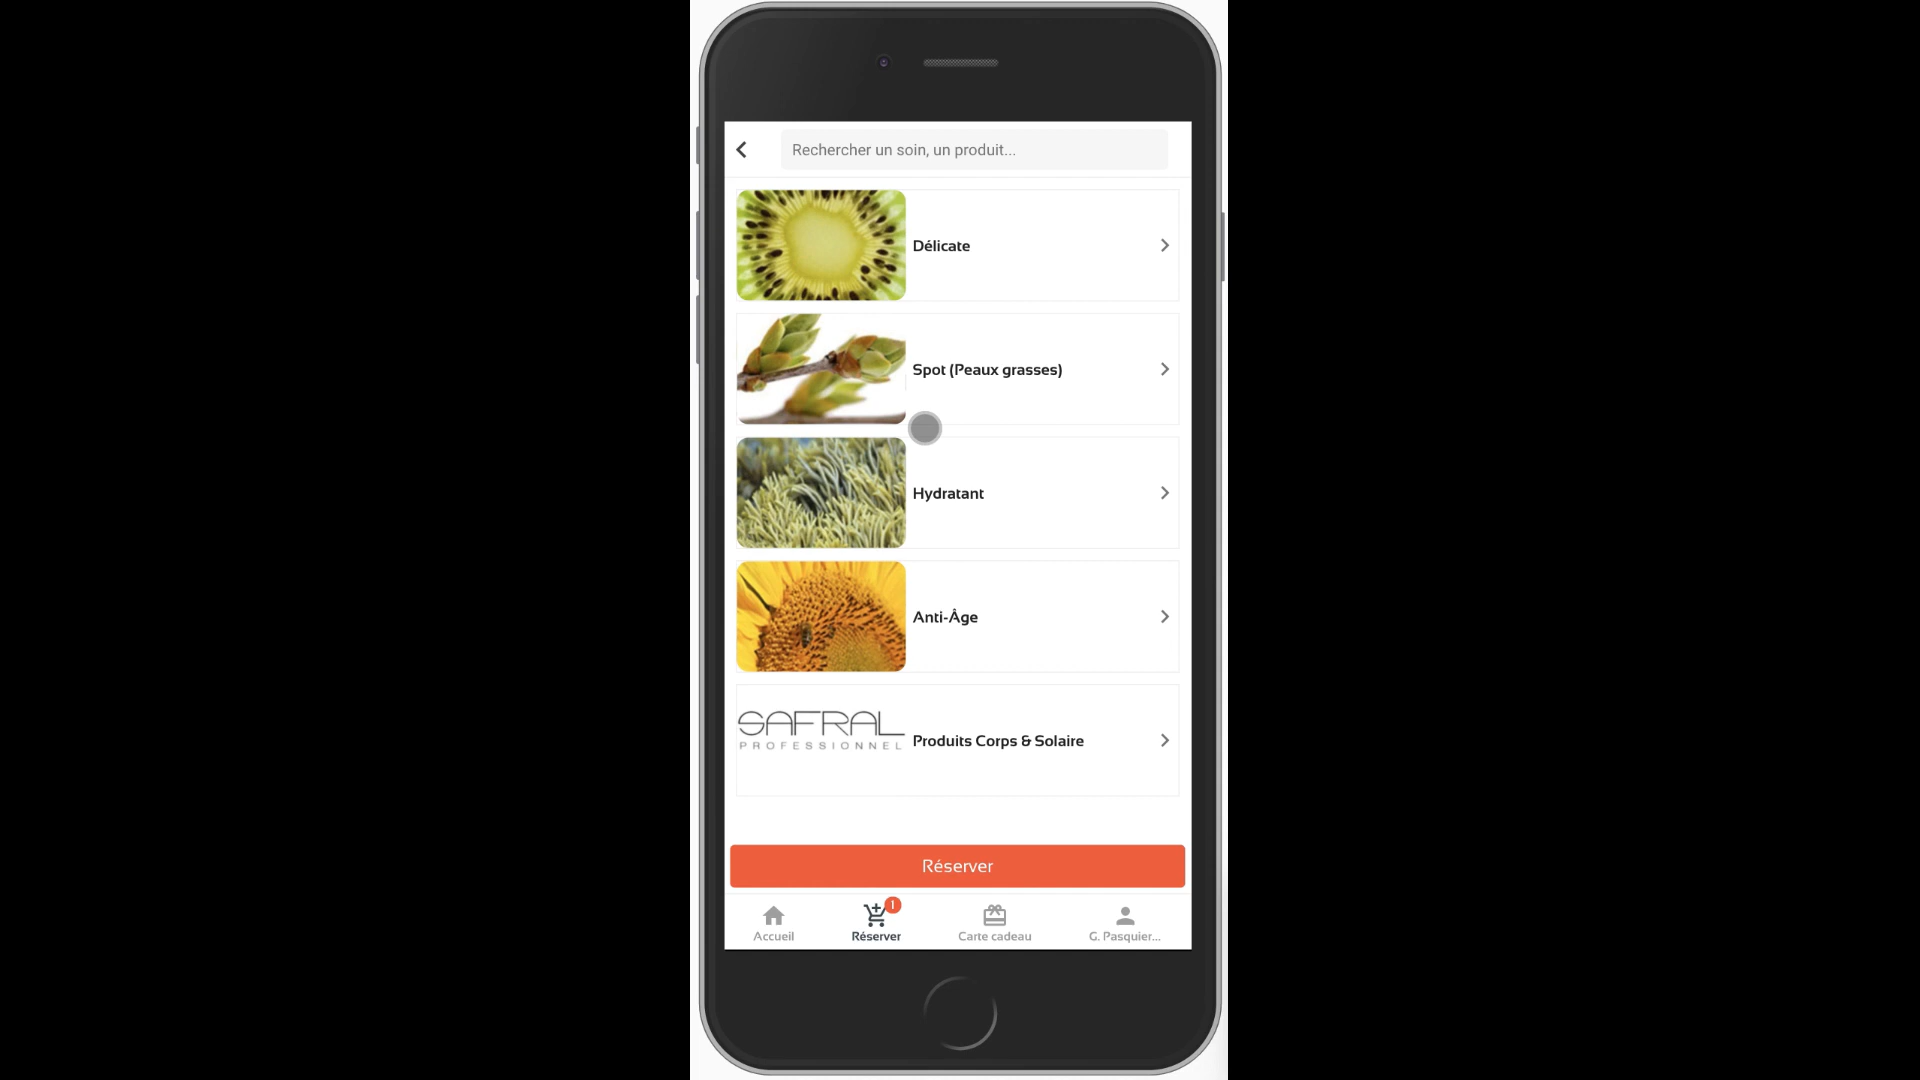 Rechercher un soin, un produit...
Délicate
Spot (Peaux grasses)
Hydratant
Anti-Âge
SAFRAL
PROFESSIONNEL
Produits Corps & Solaire
Réserver
1
Accueil
Réserver
Carte cadeau
G. Pasquier...